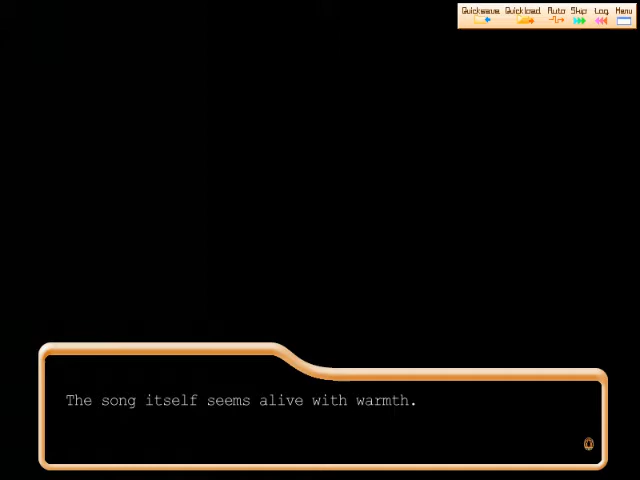 Quicksave Quickload Auto Skip Log Menu
The song itself seems alive with warmth.